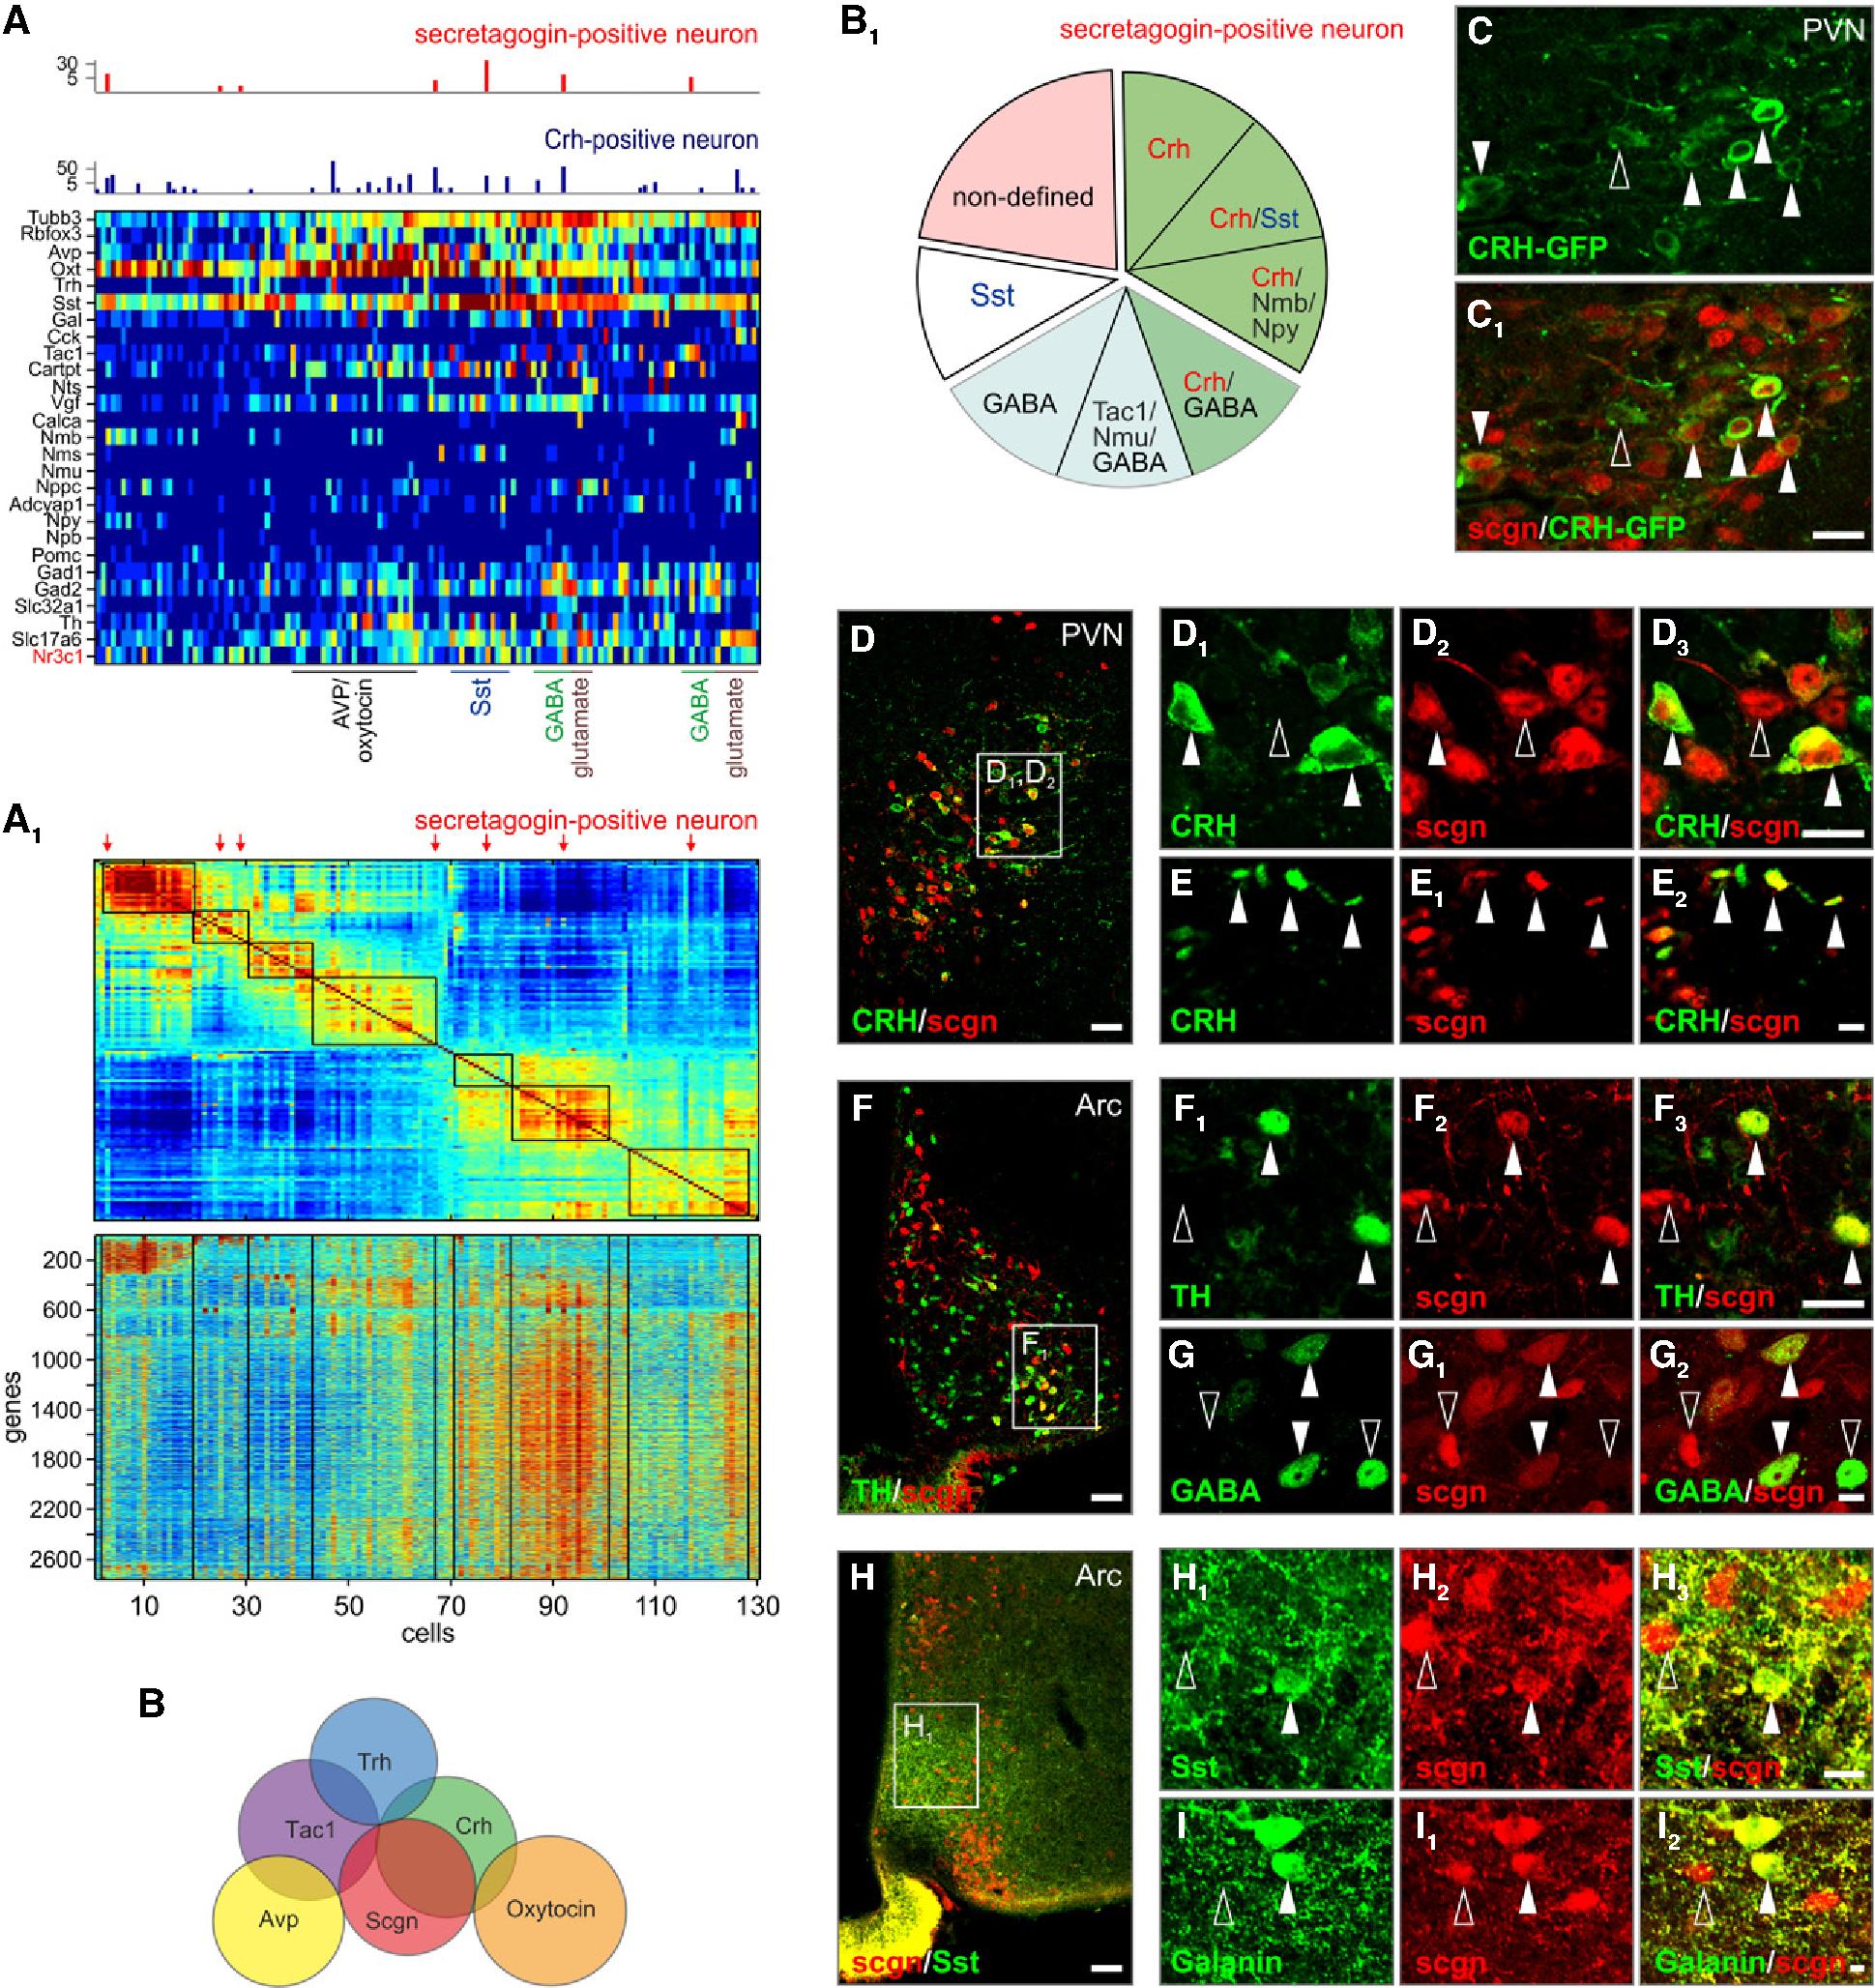 A
secretagogin-positive neuron
30
5
Crh-positive neuron
50
5
Tubb3
Rbfox3
Avp
Oxt
Trh
Sst
Gal
Cck
Tac1
Cartpt
Nts
Vgf
Calca
Nmb
Nms
Nmu
Nppc
Adcyap1
Npy
Npb
Pomc
Gad1
Gad2
Slc32a1
Th
Slc17a6
Nr3c1
AVP/
oxytocin
Sst
GABA
glutamate
GABA
glutamate
A1
secretagogin-positive neuron
200
600
1000
1400
1800
2200
2600
genes
10 30 50 70 90 110 130
cells
B
Trh
Tac1
Crh
Avp
Scgn
Oxytocin
B1
secretagogin-positive neuron
non-defined
Crh
Crh/Sst
Crh/
Nmb/
Npy
Crh/
GABA
Tac1/
Nmu/
GABA
GABA
Sst
C
PVN
CRH-GFP
C1
scgn/CRH-GFP
D
PVN
D1,D2
CRH/scgn
D1
CRH
D2
scgn
D3
CRH/scgn
E
CRH
E1
scgn
E2
CRH/scgn
F
Arc
F1
TH/scgn
F1
TH
F2
scgn
F3
TH/scgn
G
GABA
G1
scgn
G2
GABA/scgn
H
Arc
H1
scgn/Sst
H1
Sst
H2
scgn
H3
Sst/scgn
I
Galanin
I1
scgn
I2
Galanin/scgn